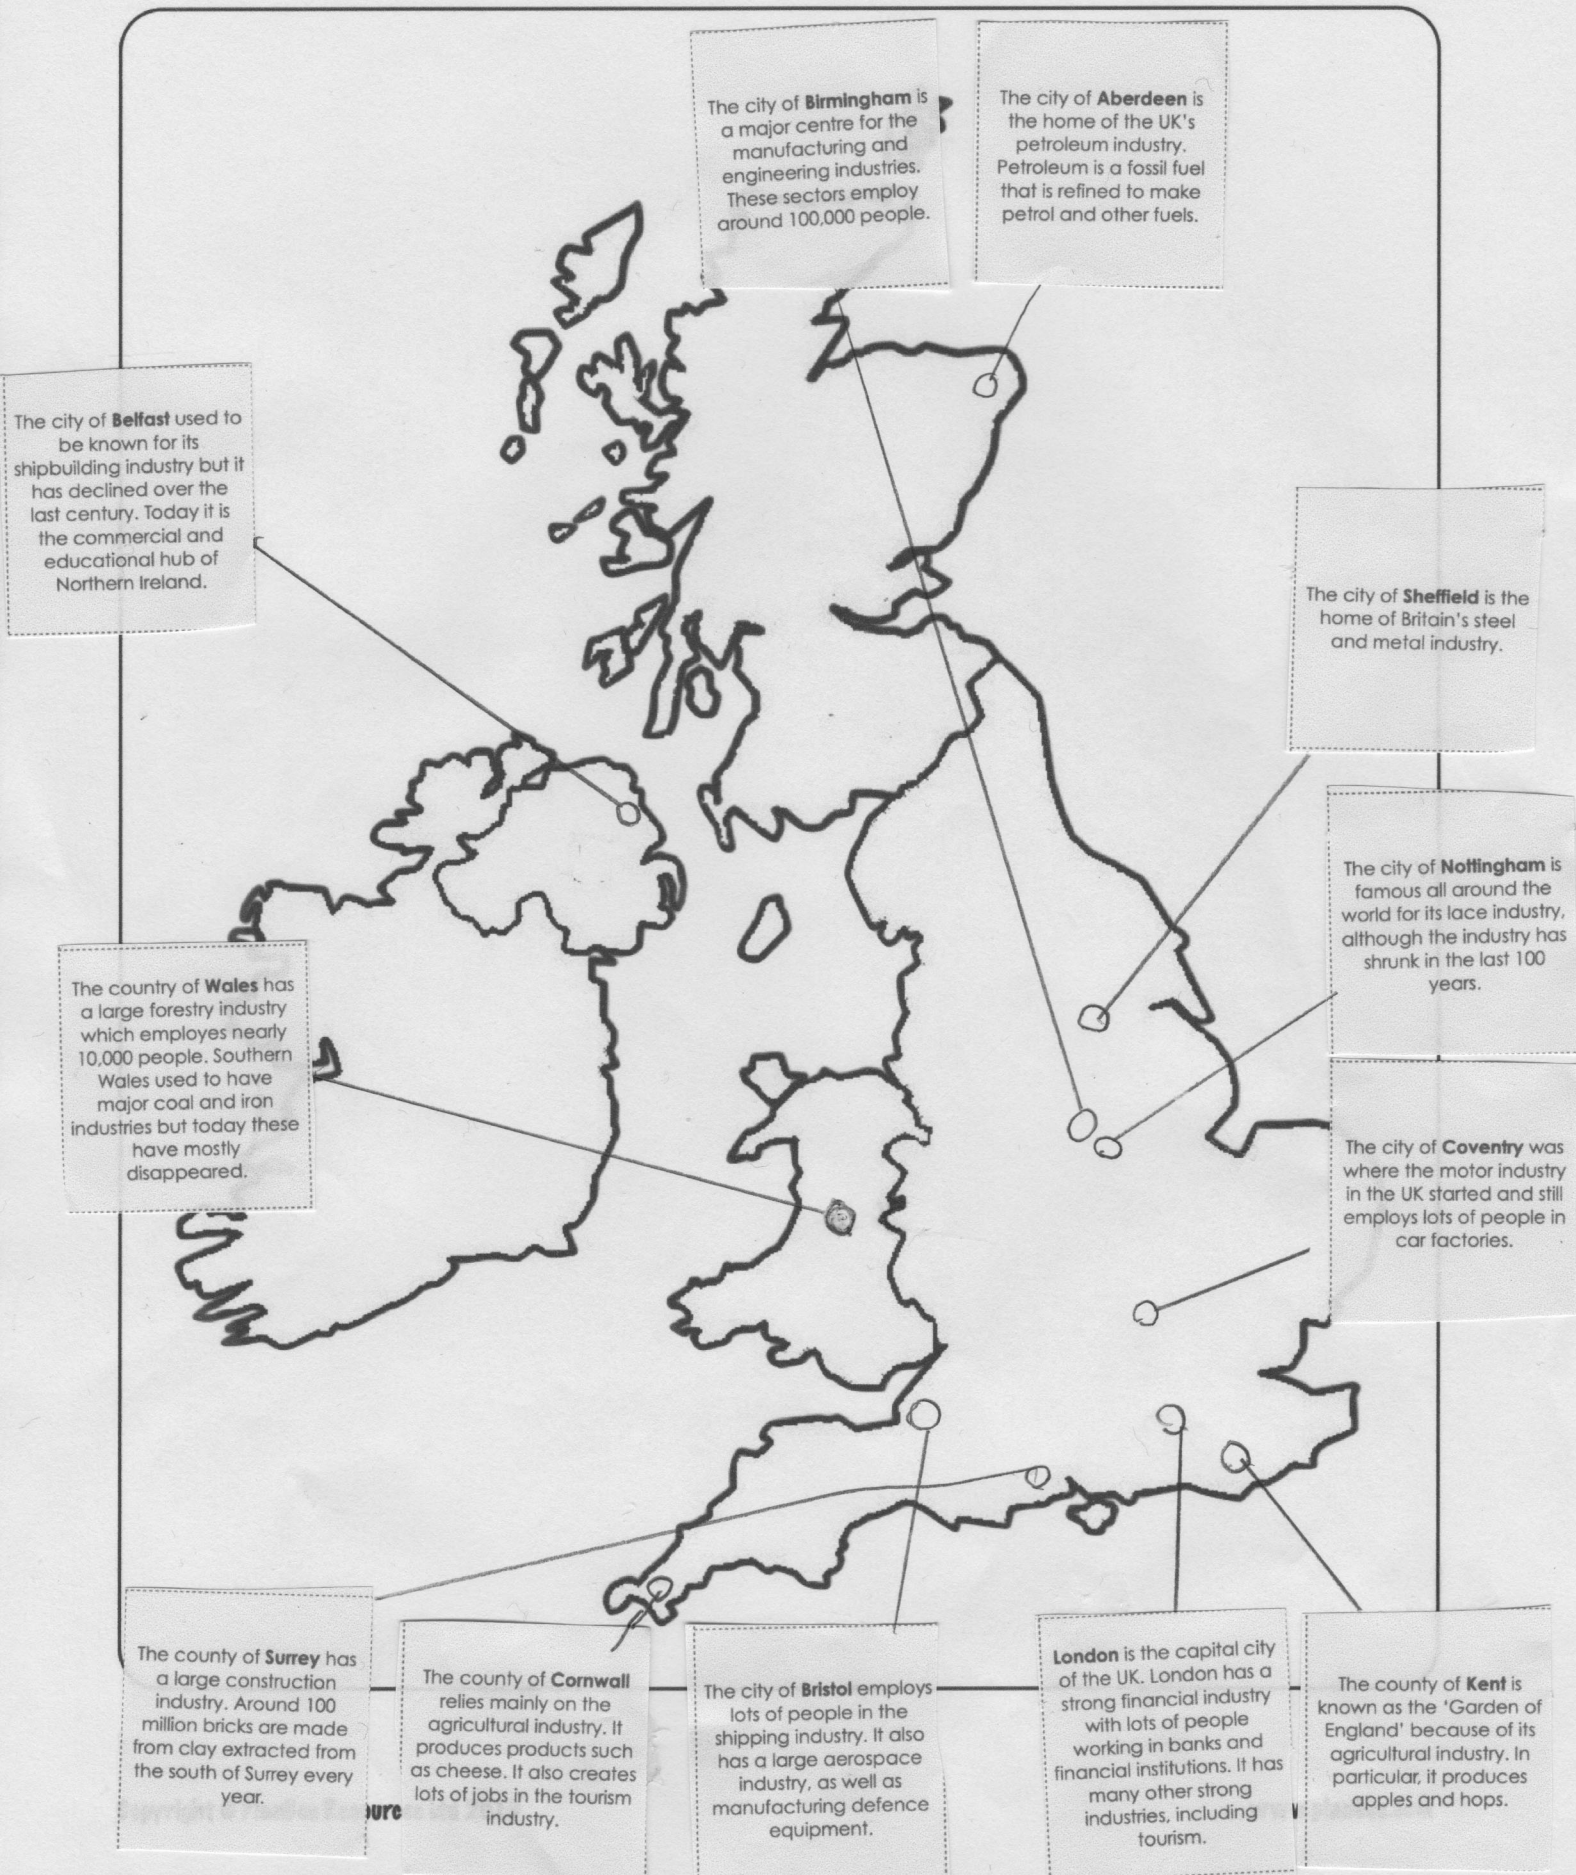 The city of Birmingham is
a major centre for the
manufacturing and
engineering industries.
These sectors employ
around 100,000 people.
The city of Aberdeen is
the home of the UK's
petroleum industry.
Petroleum is a fossil fuel
that is refined to make
petrol and other fuels.
The city of Belfast used to
be known for its
shipbuilding industry but it
has declined over the
last century. Today it is
the commercial and
educational hub of
Northern Ireland.
The city of Sheffield is the
home of Britain's steel
and metal industry.
The city of Nottingham is
famous all around the
world for its lace industry,
although the industry has
shrunk in the last 100
years.
The country of Wales has
a large forestry industry
which employes nearly
10,000 people. Southern
Wales used to have
major coal and iron
industries but today these
have mostly
disappeared.
The city of Coventry was
where the motor industry
in the UK started and still
employs lots of people in
car factories.
The county of Surrey has
a large construction
industry. Around 100
million bricks are made
from clay extracted from
the south of Surrey every
year.
The county of Cornwall
relies mainly on the
agricultural industry. It
produces products such
as cheese. It also creates
lots of jobs in the tourism
industry.
The city of Bristol employs
lots of people in the
shipping industry. It also
has a large aerospace
industry, as well as
manufacturing defence
equipment.
London is the capital city
of the UK. London has a
strong financial industry
with lots of people
working in banks and
financial institutions. It has
many other strong
industries, including
tourism.
The county of Kent is
known as the 'Garden of
England' because of its
agricultural industry. In
particular, it produces
apples and hops.